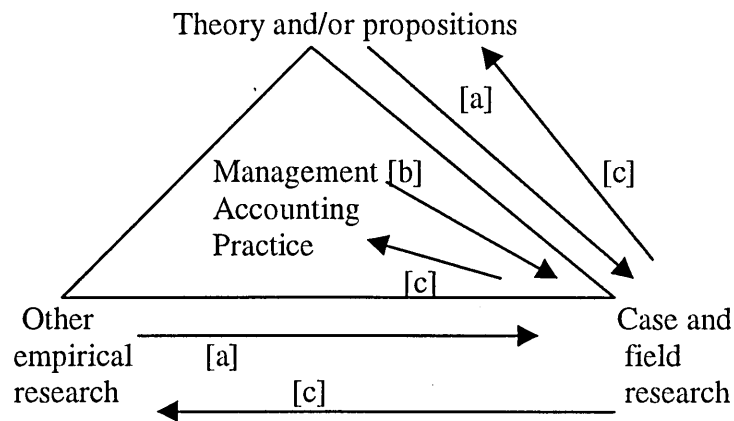 Theory and/or propositions
[a]
Management [b]
[c]
Accounting
Practice
[c]
Other
empirical
research
[a]
Case and
field
research
[c]